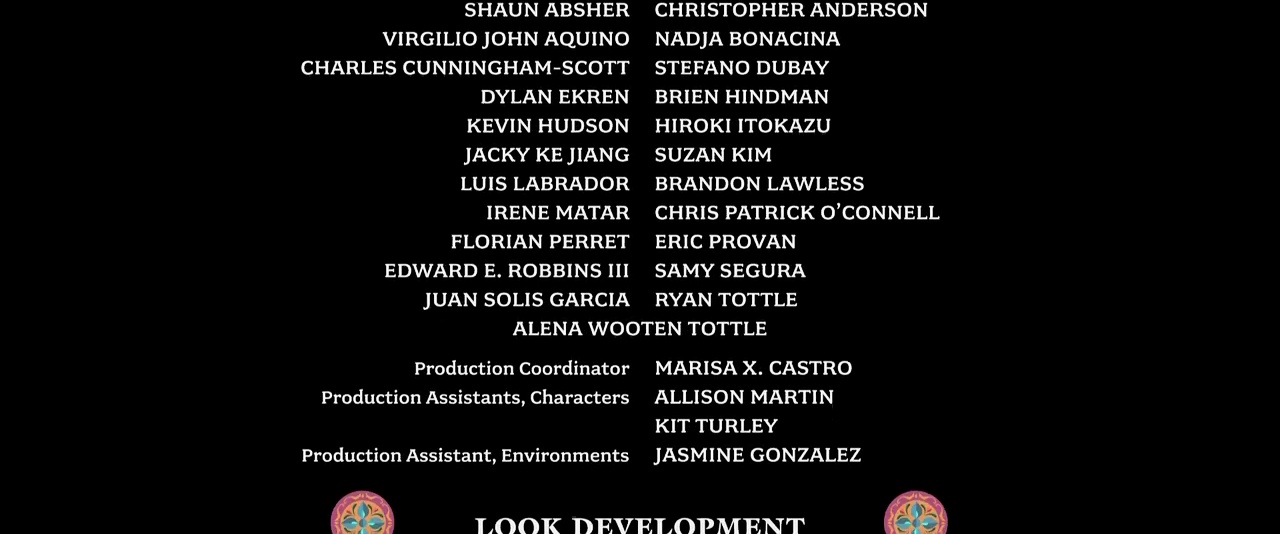 SHAUN ABSHER CHRISTOPHER ANDERSON
VIRGILIO JOHN AQUINO NADJA BONACINA
CHARLES CUNNINGHAM-SCOTT STEFANO DUBAY
DYLAN EKREN BRIEN HINDMAN
KEVIN HUDSON HIROKI ITOKAZU
JACKY KE JIANG SUZAN KIM
LUIS LABRADOR BRANDON LAWLESS
IRENE MATAR CHRIS PATRICK O’CONNELL
FLORIAN PERRET ERIC PROVAN
EDWARD E. ROBBINS III SAMY SEGURA
JUAN SOLIS GARCIA RYAN TOTTLE
ALENA WOOTEN TOTTLE
Production Coordinator MARISA X. CASTRO
Production Assistants, Characters ALLISON MARTIN
KIT TURLEY
Production Assistant, Environments JASMINE GONZALEZ
LOOK DEVELOPMENT